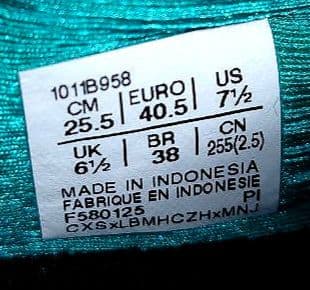 1011B958
CM EURO US
25.5 40.5 7½
UK BR CN
6½ 38 255(2.5)
MADE IN INDONESIA
FABRIQUE EN INDONESIE
F580125 PI
CXSxLBMHCZHxMNJ